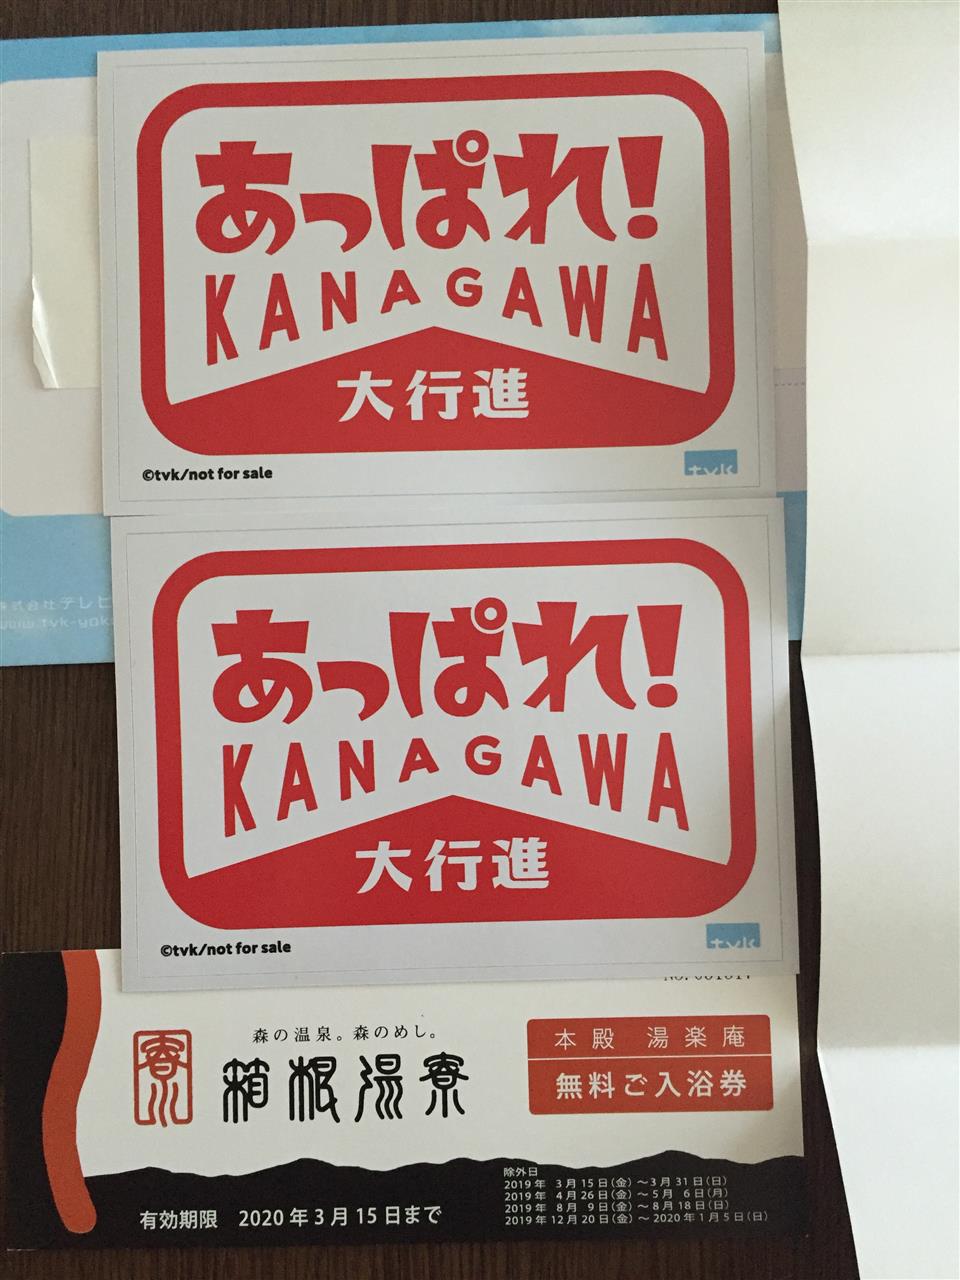 あっぱれ!
KANAGAWA
大行進
©tvk/not for sale
tvk
株式会社テレビ
あっぱれ!
KANAGAWA
大行進
©tvk/not for sale
tvk
森の温泉。森のめし。
箱根湯寮
本殿 湯楽庵
無料ご入浴券
有効期限 2020年3月15日まで
除外日
2019年 3月15日(金)～3月31日(日)
2019年 4月26日(金)～5月 6日(月)
2019年 8月 9日(金)～8月18日(日)
2019年12月20日(金)～2020年1月5日(日)